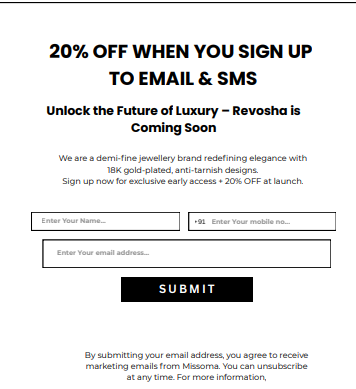 20% OFF WHEN YOU SIGN UP
TO EMAIL & SMS
Unlock the Future of Luxury – Revosha is
Coming Soon
We are a demi-fine jewellery brand redefining elegance with
18K gold-plated, anti-tarnish designs.
Sign up now for exclusive early access + 20% OFF at launch.
Enter Your Name...
+91 Enter Your mobile no...
Enter Your email address...
SUBMIT
By submitting your email address, you agree to receive
marketing emails from Missoma. You can unsubscribe
at any time. For more information,